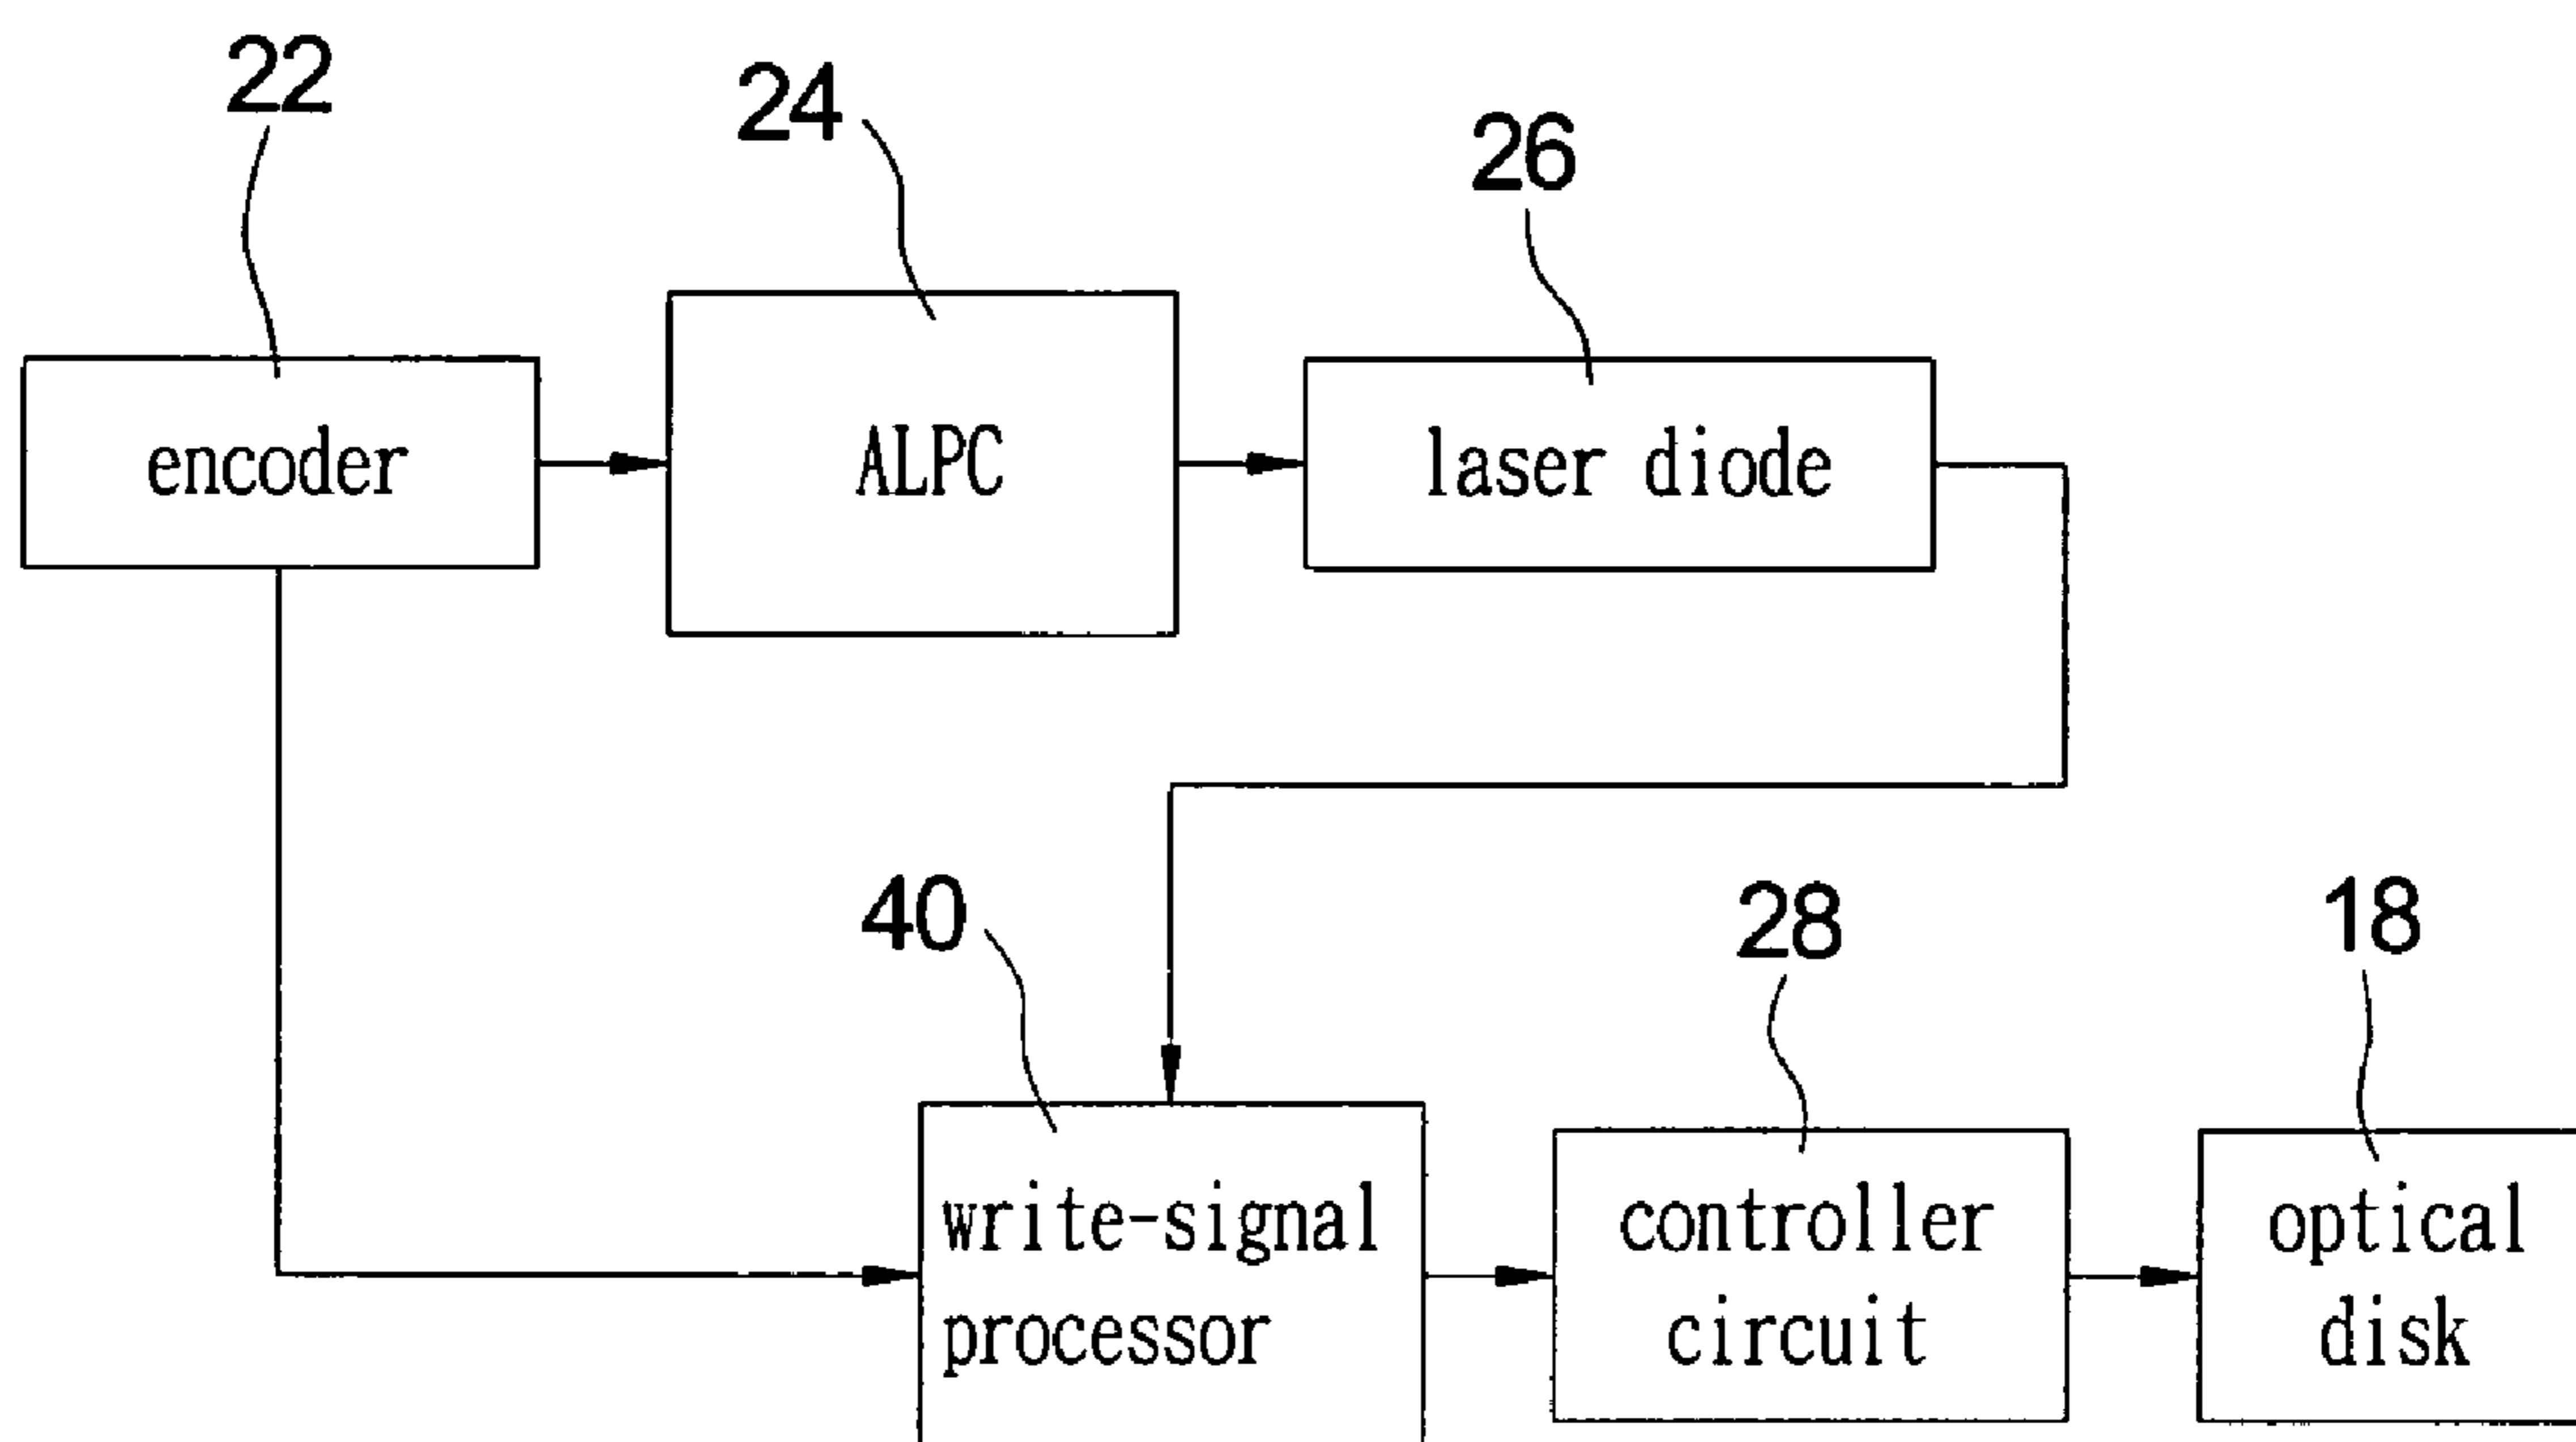 22
24
26
encoder
ALPC
laser diode
40
28
18
write-signal
processor
controller
circuit
optical
disk